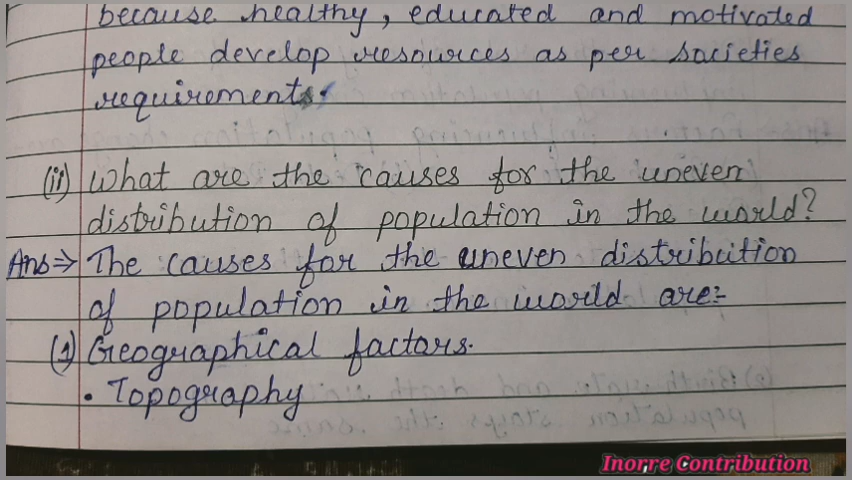 because healthy, educated and motivated
people develop resources as per societies
requirements.
(ii) What are the causes for the uneven
distribution of population in the world?
Ans⇒ The causes for the uneven distribution
of population in the world are:-
(1) Geographical factors.
• Topography
Inorre Contribution